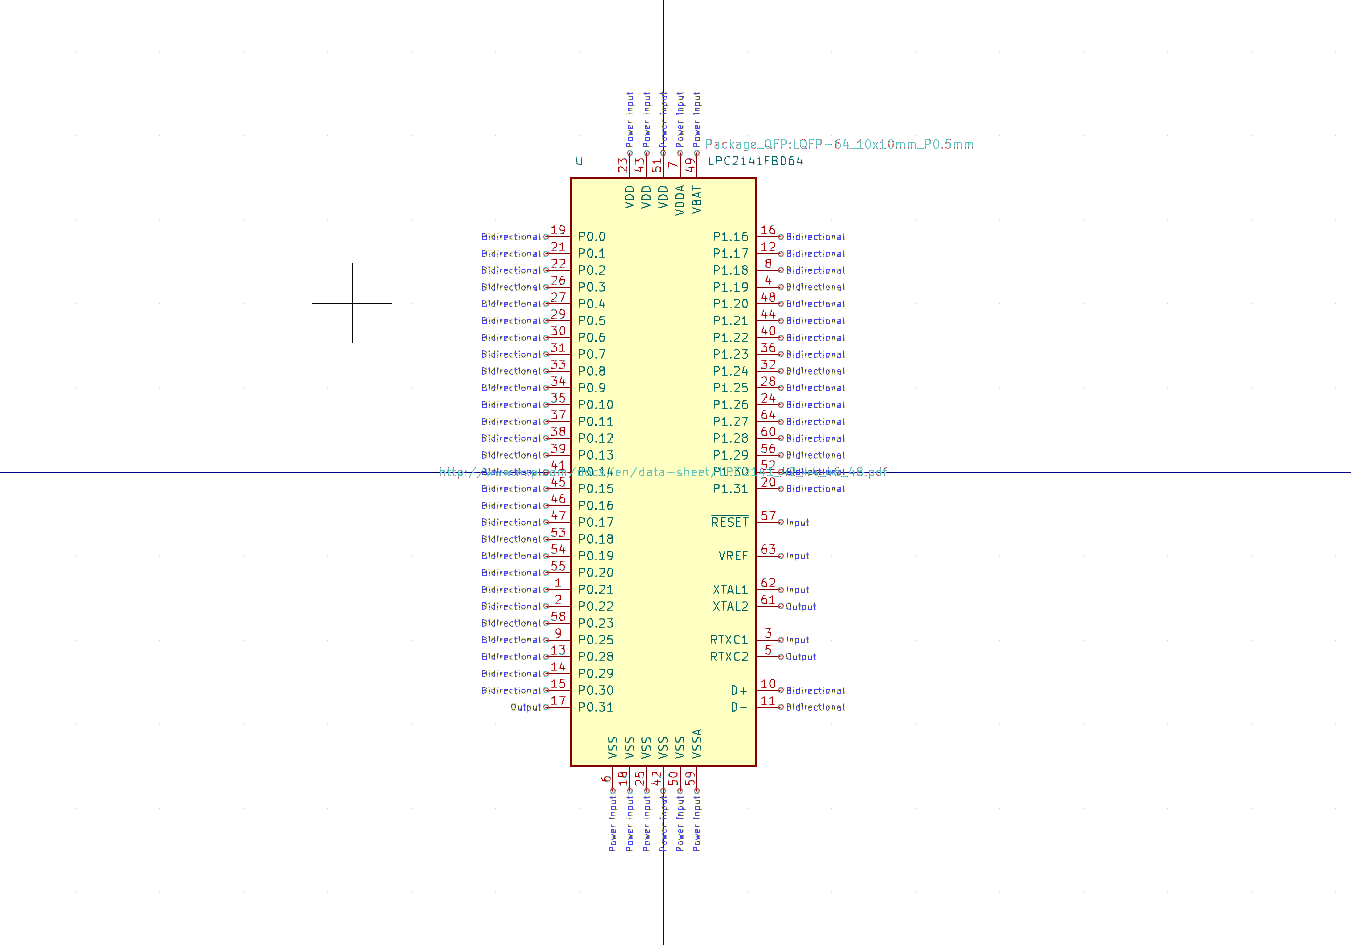 Power Input Power Input Power Input Power Input Power Input
Package_QFP:LQFP-64_10x10mm_P0.5mm
U LPC2141FBD64
23 43 51 7 49
VDD VDD VDD VDDA VBAT
Bidirectional 19 P0.0 P1.16 16 Bidirectional
Bidirectional 21 P0.1 P1.17 12 Bidirectional
Bidirectional 22 P0.2 P1.18 8 Bidirectional
Bidirectional 26 P0.3 P1.19 4 Bidirectional
Bidirectional 27 P0.4 P1.20 48 Bidirectional
Bidirectional 29 P0.5 P1.21 44 Bidirectional
Bidirectional 30 P0.6 P1.22 40 Bidirectional
Bidirectional 31 P0.7 P1.23 36 Bidirectional
Bidirectional 33 P0.8 P1.24 32 Bidirectional
Bidirectional 34 P0.9 P1.25 28 Bidirectional
Bidirectional 35 P0.10 P1.26 24 Bidirectional
Bidirectional 37 P0.11 P1.27 64 Bidirectional
Bidirectional 38 P0.12 P1.28 60 Bidirectional
Bidirectional 39 P0.13 P1.29 56 Bidirectional
Bidirectional 41 P0.14 P1.30 52 Bidirectional
Bidirectional 45 P0.15 P1.31 20 Bidirectional
Bidirectional 46 P0.16
Bidirectional 47 P0.17 RESET 57 Input
Bidirectional 53 P0.18
Bidirectional 54 P0.19 VREF 63 Input
Bidirectional 55 P0.20
Bidirectional 1 P0.21 XTAL1 62 Input
Bidirectional 2 P0.22 XTAL2 61 Output
Bidirectional 58 P0.23
Bidirectional 9 P0.25 RTXC1 3 Input
Bidirectional 13 P0.28 RTXC2 5 Output
Bidirectional 14 P0.29
Bidirectional 15 P0.30 D+ 10 Bidirectional
Output 17 P0.31 D- 11 Bidirectional
VSS VSS VSS VSS VSS VSSA
6 18 25 42 50 59
Power Input Power Input Power Input Power Input Power Input Power Input